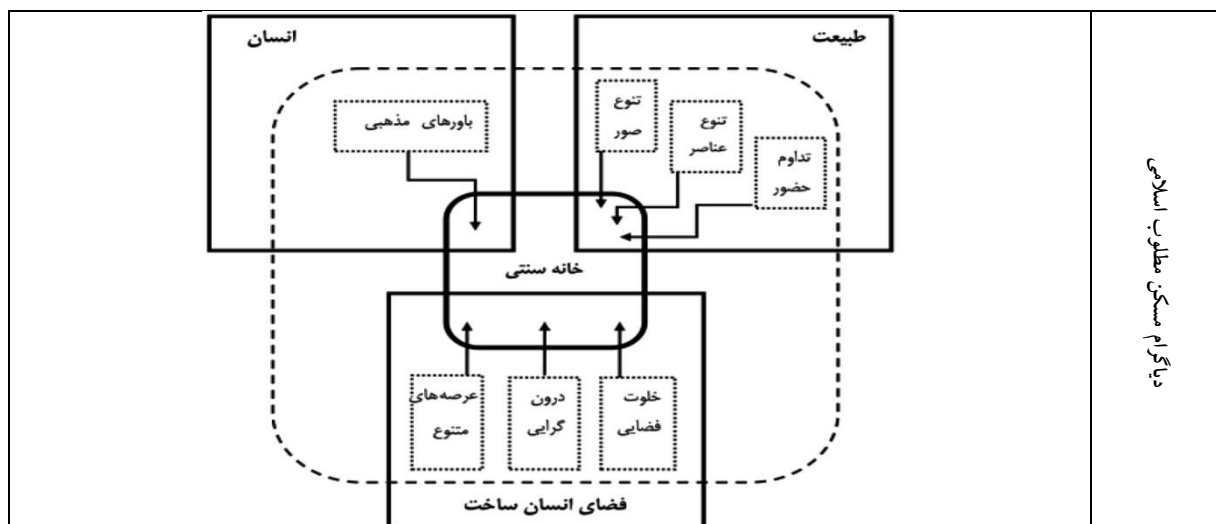 دیاگرام مسکن مطلوب اسلامی
طبیعت
انسان
تنوع
صور
تنوع
عناصر
تداوم
حضور
باورهای مذهبی
خانه سنتی
خلوت
فضایی
درون
گرایی
عرصه‌های
متنوع
فضای انسان ساخت